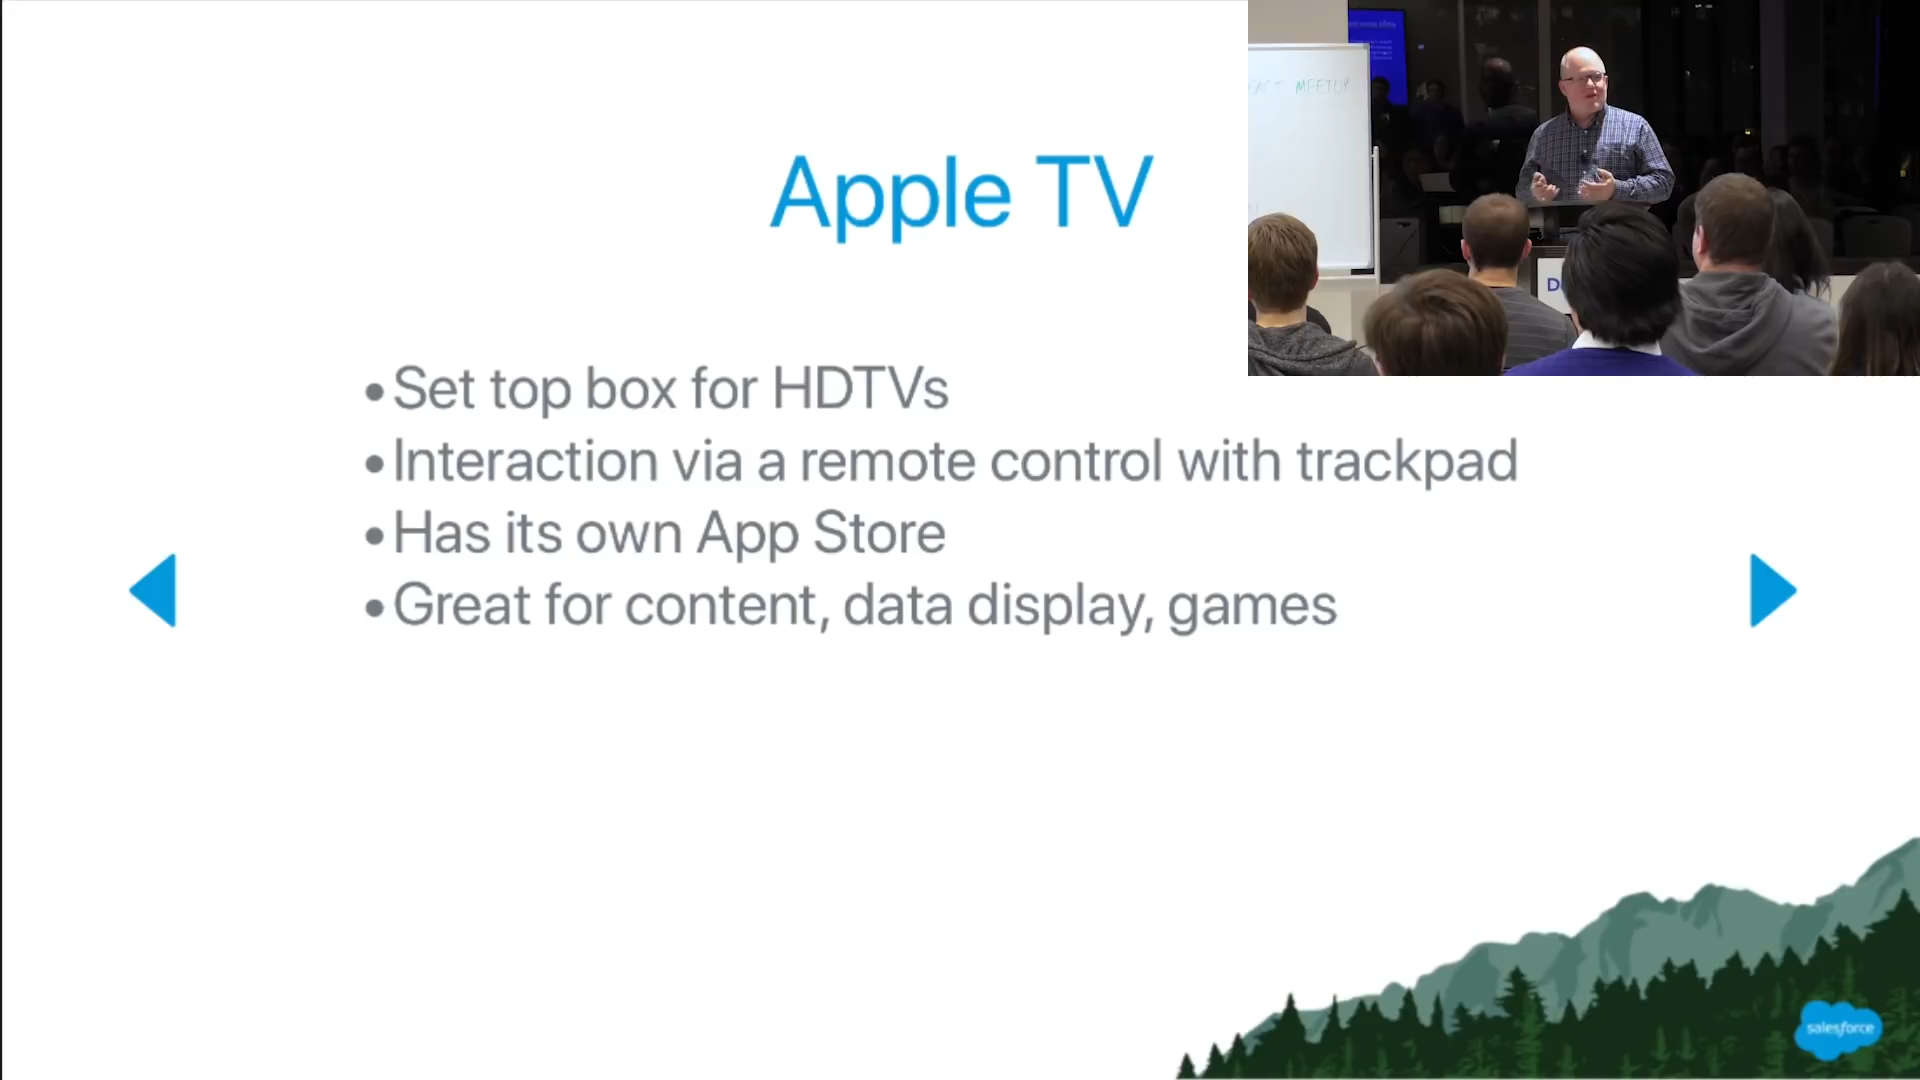 Apple TV
•Set top box for HDTVs
•Interaction via a remote control with trackpad
•Has its own App Store
•Great for content, data display, games
MEETUP
salesforce